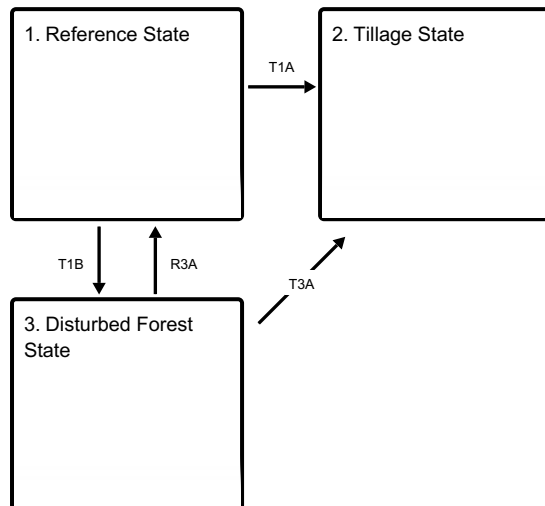 1. Reference State
2. Tillage State
T1A
T1B
R3A
T3A
3. Disturbed Forest
State